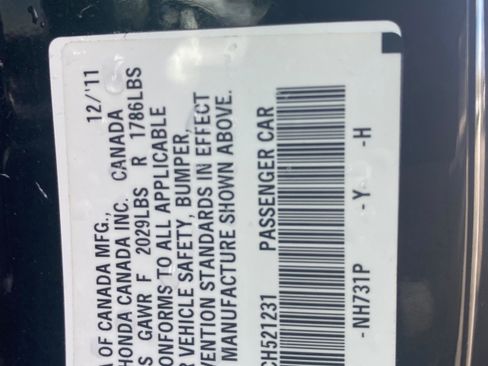 A OF CANADA MFG., 12/'11
HONDA CANADA INC. CANADA
S GAWR F 2029LBS R 1786LBS
ONFORMS TO ALL APPLICABLE
R VEHICLE SAFETY, BUMPER,
VENTION STANDARDS IN EFFECT
MANUFACTURE SHOWN ABOVE.
CH521231 PASSENGER CAR
- NH731P - Y - H